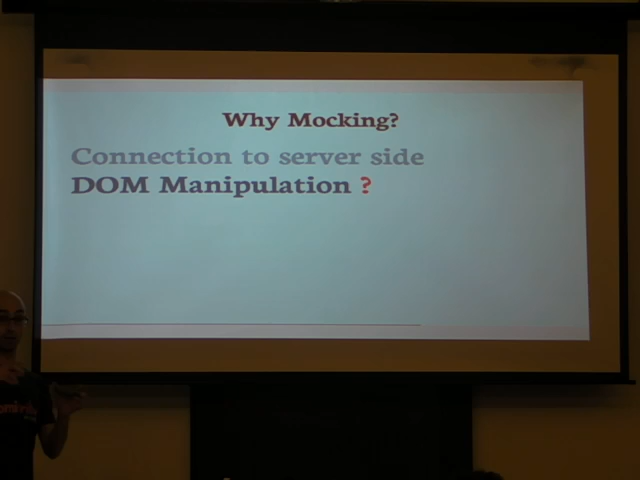 Why Mocking?
Connection to server side
DOM Manipulation ?